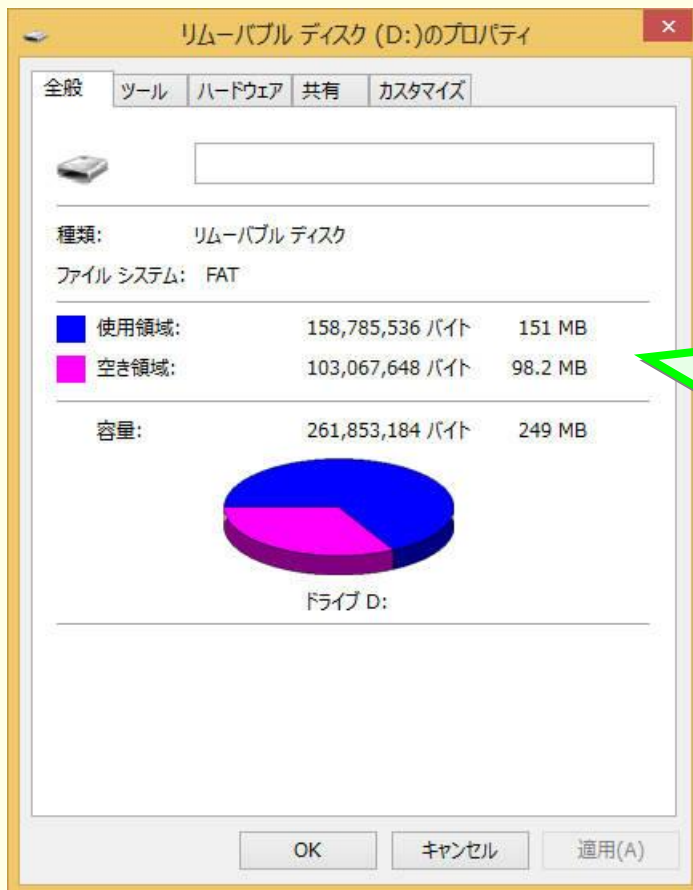 リムーバブル ディスク (D:)のプロパティ
全般 ツール ハードウェア 共有 カスタマイズ
種類: リムーバブル ディスク
ファイル システム: FAT
使用領域: 158,785,536 バイト 151 MB
空き領域: 103,067,648 バイト 98.2 MB
容量: 261,853,184 バイト 249 MB
ドライブ D:
OK キャンセル 適用(A)